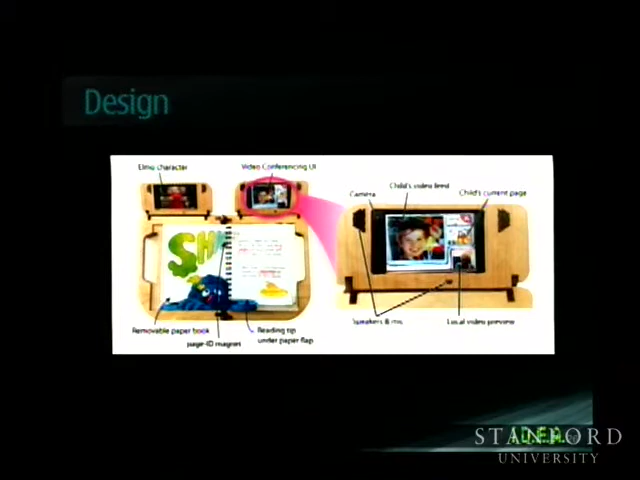 Design
Elmo character
Video Conferencing UI
Camera
Child's video feed
Child's current page
SH
Removable paper book
page-ID magnet
Reading tip
under paper flap
Speakers & mic
Local video preview
STANFORD
UNIVERSITY